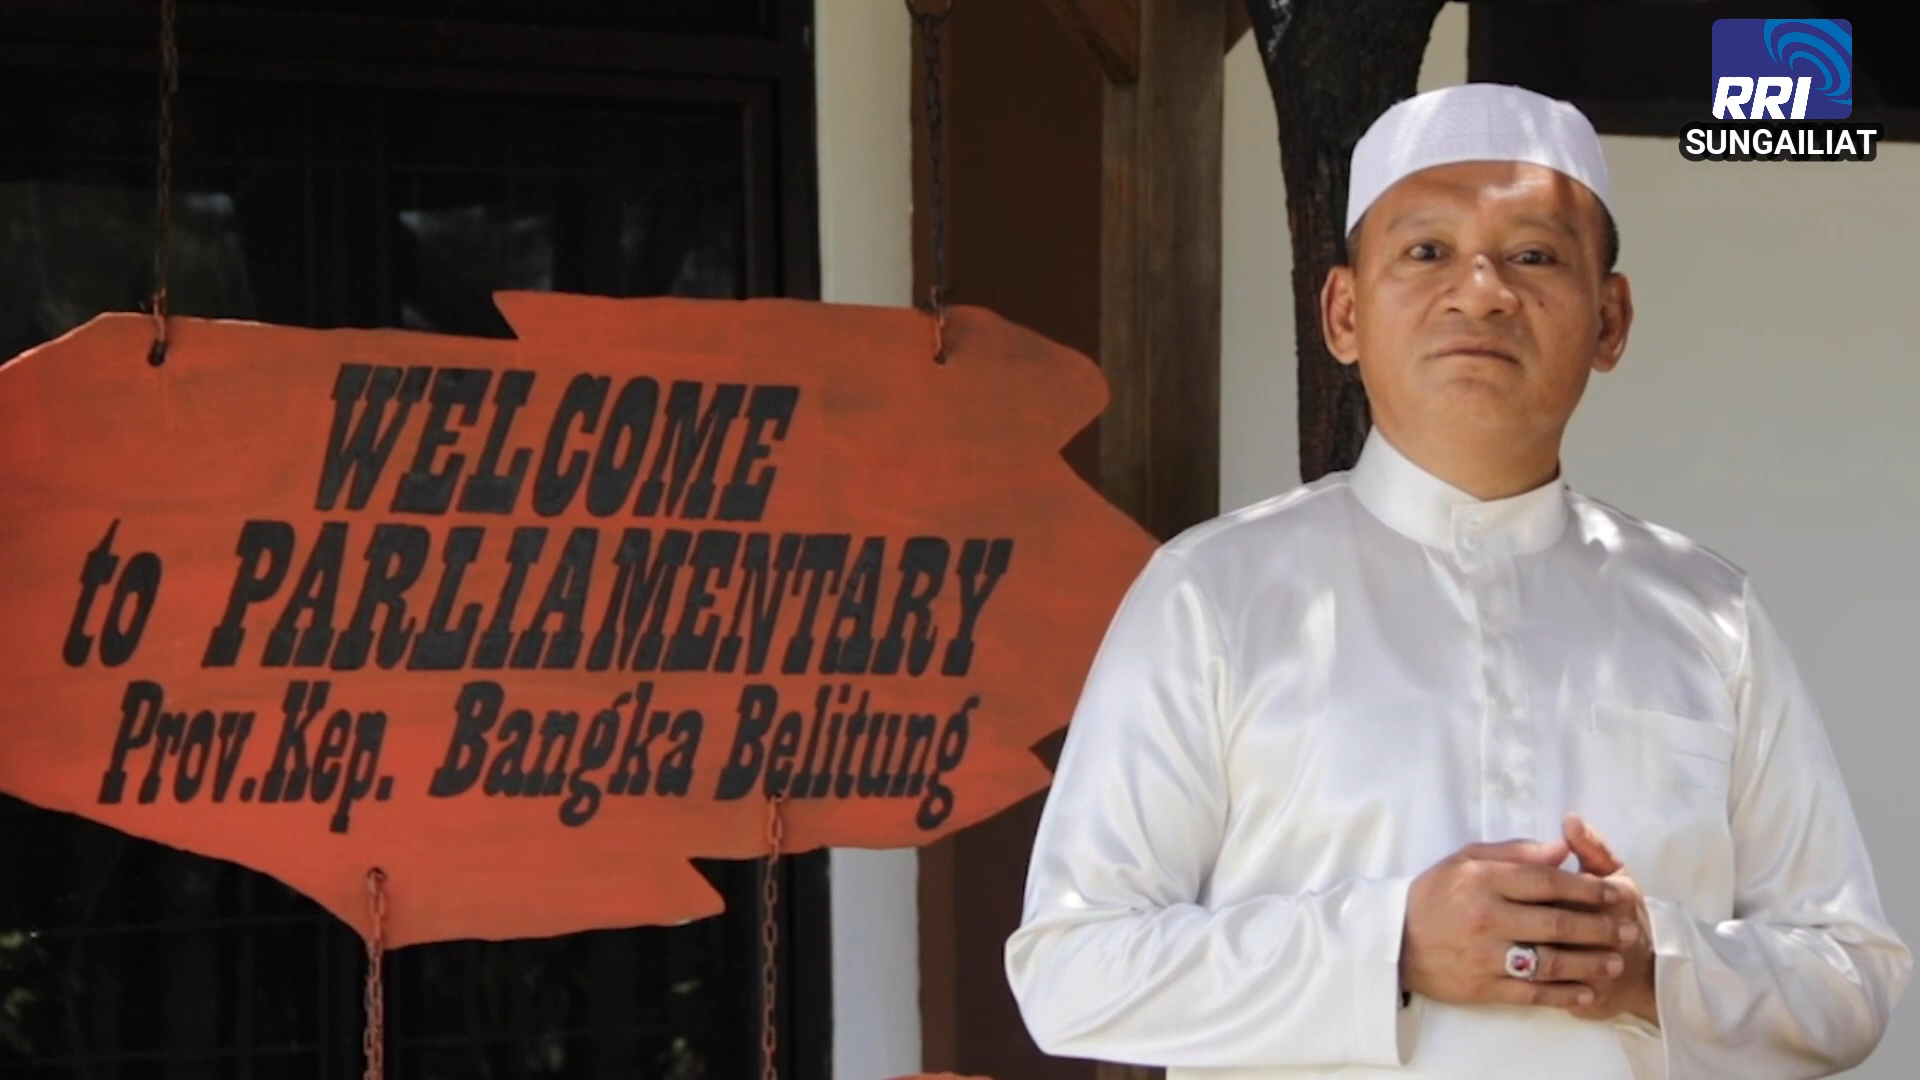 RRI
SUNGAILIAT
WELCOME
to PARLIAMENTARY
Prov.Kep. Bangka Belitung